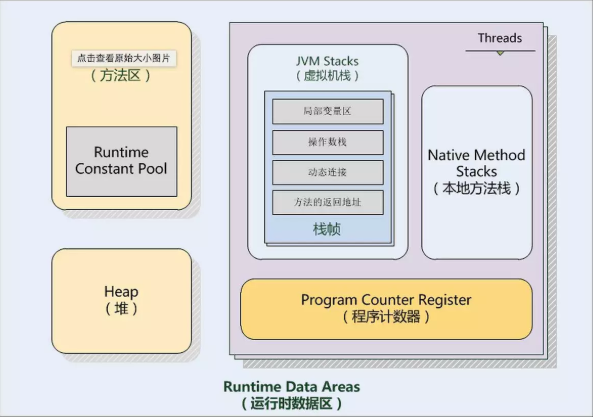 点击查看原始大小图片
（方法区）
Runtime
Constant Pool
Heap
（堆）
Threads
JVM Stacks
（虚拟机栈）
局部变量区
操作数栈
动态连接
方法的返回地址
栈帧
Native Method
Stacks
（本地方法栈）
Program Counter Register
（程序计数器）
Runtime Data Areas
（运行时数据区）